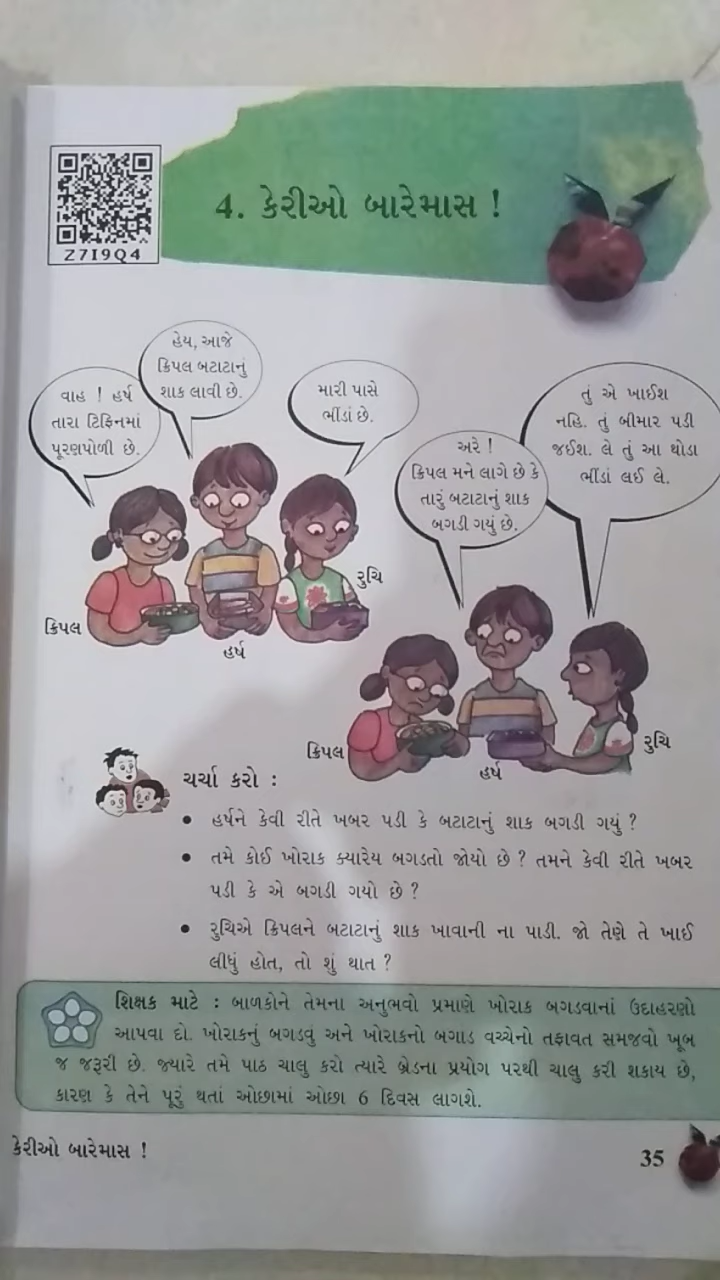 Z7I9Q4
4. કેરીઓ બારેમાસ !
વાહ ! હર્ષ
તારા ટિફિનમાં
પૂરણપોળી છે.
હેય, આજે
ક્રિપલ બટાટાનું
શાક લાવી છે.
મારી પાસે
ભીંડાં છે.
ક્રિપલ
હર્ષ
રુચિ
અરે !
ક્રિપલ મને લાગે છે કે
તારું બટાટાનું શાક
બગડી ગયું છે.
તું એ ખાઈશ
નહિ. તું બીમાર પડી
જઈશ. લે તું આ થોડા
ભીંડાં લઈ લે.
ક્રિપલ
હર્ષ
રુચિ
ચર્ચા કરો :
• હર્ષને કેવી રીતે ખબર પડી કે બટાટાનું શાક બગડી ગયું ?
• તમે કોઈ ખોરાક ક્યારેય બગડતો જોયો છે ? તમને કેવી રીતે ખબર
પડી કે એ બગડી ગયો છે ?
• રુચિએ ક્રિપલને બટાટાનું શાક ખાવાની ના પાડી. જો તેણે તે ખાઈ
લીધું હોત, તો શું થાત ?
શિક્ષક માટે : બાળકોને તેમના અનુભવો પ્રમાણે ખોરાક બગડવાનાં ઉદાહરણો
આપવા દો. ખોરાકનું બગડવું અને ખોરાકનો બગાડ વચ્ચેનો તફાવત સમજવો ખૂબ
જ જરૂરી છે. જ્યારે તમે પાઠ ચાલુ કરો ત્યારે બ્રેડના પ્રયોગ પરથી ચાલુ કરી શકાય છે,
કારણ કે તેને પૂરું થતાં ઓછામાં ઓછા 6 દિવસ લાગશે.
કેરીઓ બારેમાસ !
35